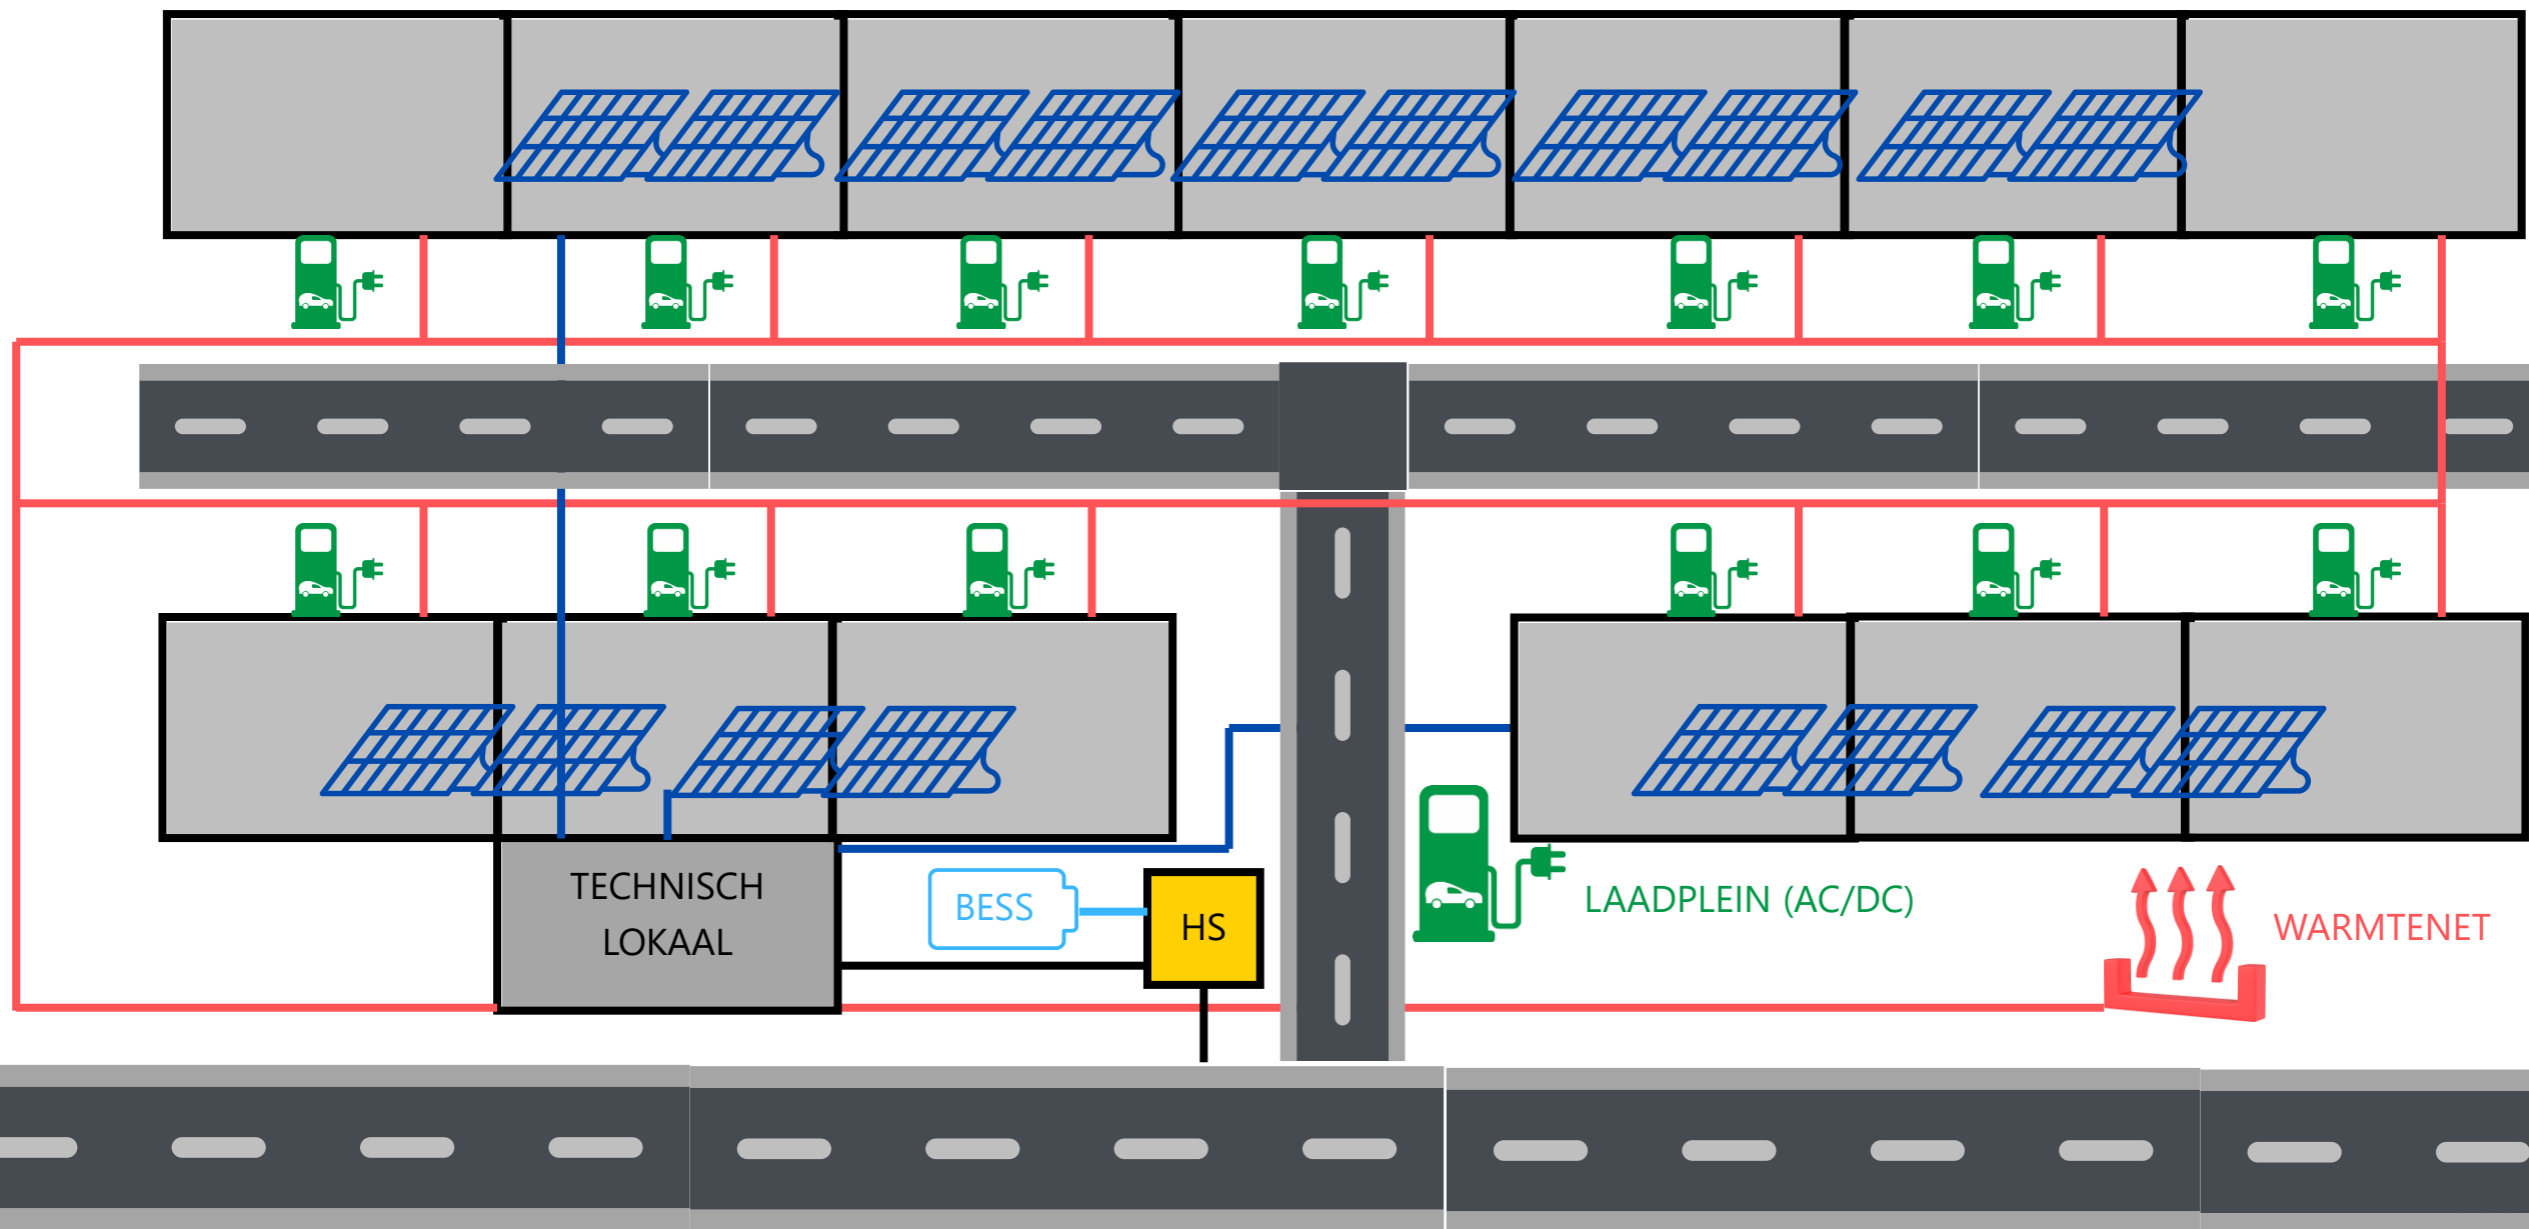 TECHNISCH
LOKAAL
BESS
HS
LAADPLEIN (AC/DC)
WARMTENET